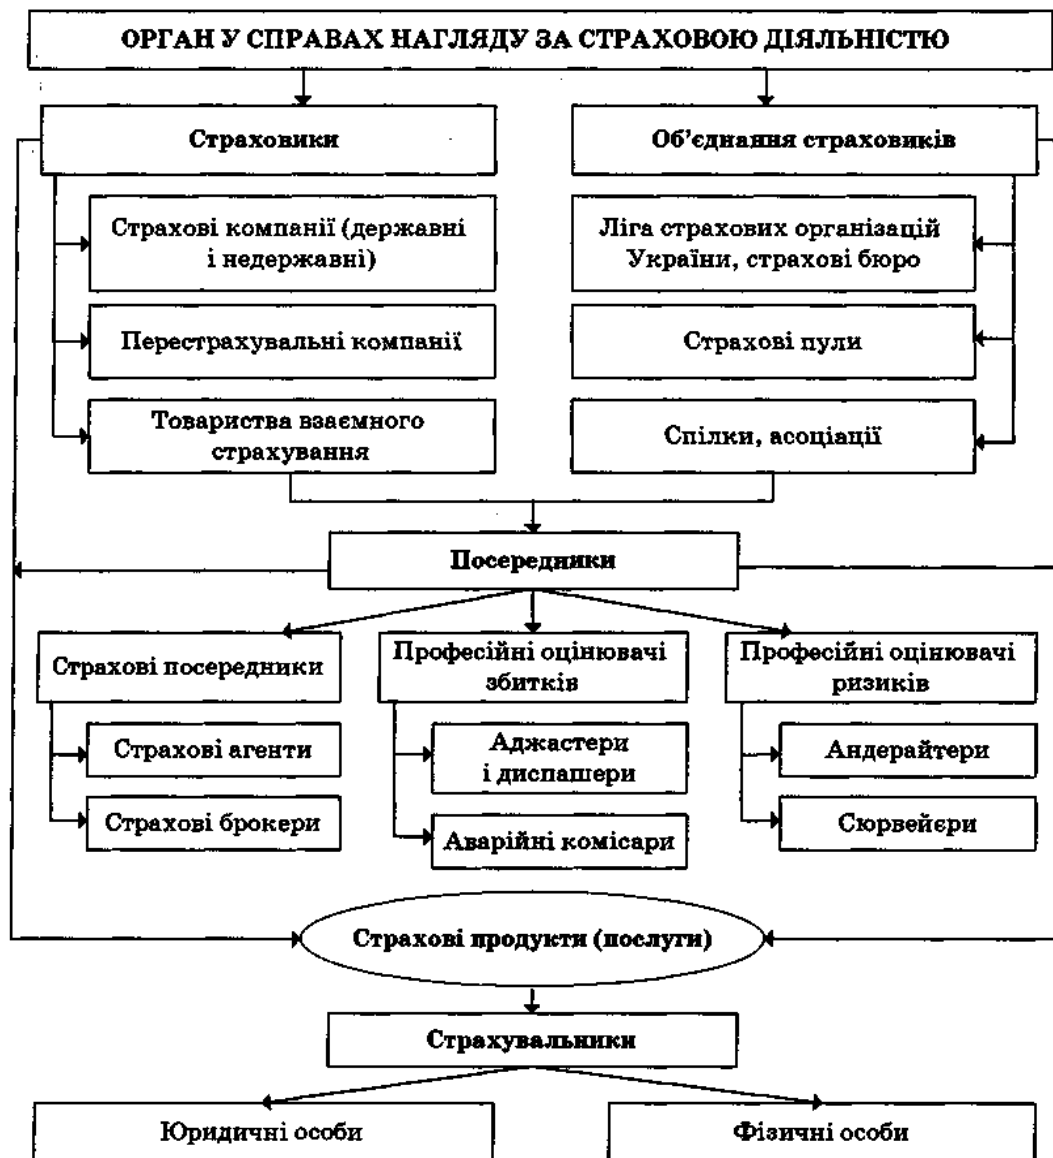 ОРГАН У СПРАВАХ НАГЛЯДУ ЗА СТРАХОВОЮ ДІЯЛЬНІСТЮ
Страховики
Об’єднання страховиків
Страхові компанії (державні
і недержавні)
Ліга страхових організацій
України, страхові бюро
Перестрахувальні компанії
Страхові пули
Товариства взаємного
страхування
Спілки, асоціації
Посередники
Страхові посередники
Професійні оцінювачі
збитків
Професійні оцінювачі
ризиків
Страхові агенти
Аджастери
і диспашери
Андерайтери
Страхові брокери
Аварійні комісари
Сюрвейєри
Страхові продукти (послуги)
Страхувальники
Юридичні особи
Фізичні особи